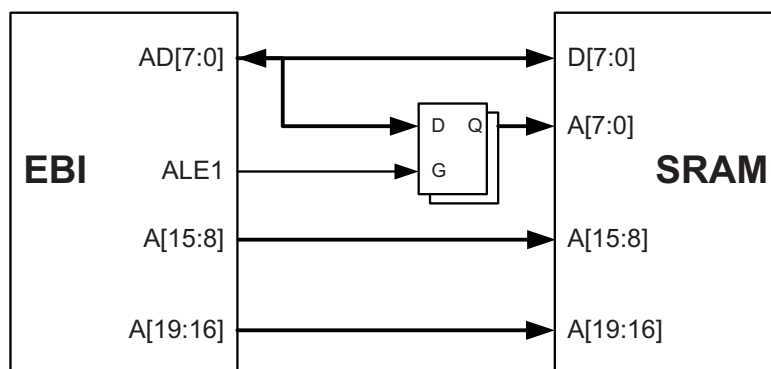 AD[7:0] D[7:0]
D Q A[7:0]
EBI ALE1 G SRAM
A[15:8] A[15:8]
A[19:16] A[19:16]